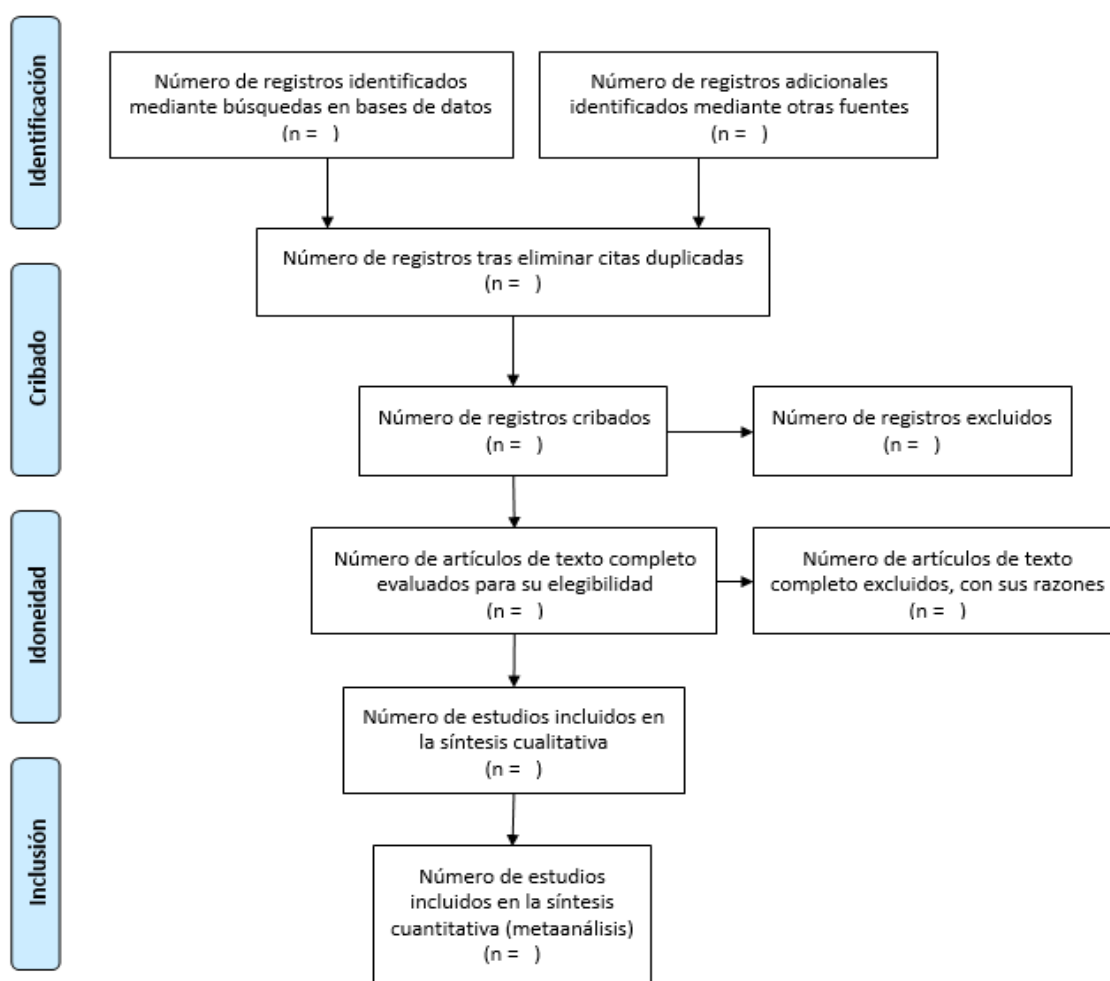 Identificación
Número de registros identificados
mediante búsquedas en bases de datos
(n =   )
Número de registros adicionales
identificados mediante otras fuentes
(n =   )
Número de registros tras eliminar citas duplicadas
(n =   )
Cribado
Número de registros cribados
(n =   )
Número de registros excluidos
(n =   )
Idoneidad
Número de artículos de texto completo
evaluados para su elegibilidad
(n =   )
Número de artículos de texto
completo excluidos, con sus razones
(n =   )
Número de estudios incluidos en
la síntesis cualitativa
(n =   )
Inclusión
Número de estudios
incluidos en la síntesis
cuantitativa (metaanálisis)
(n =   )